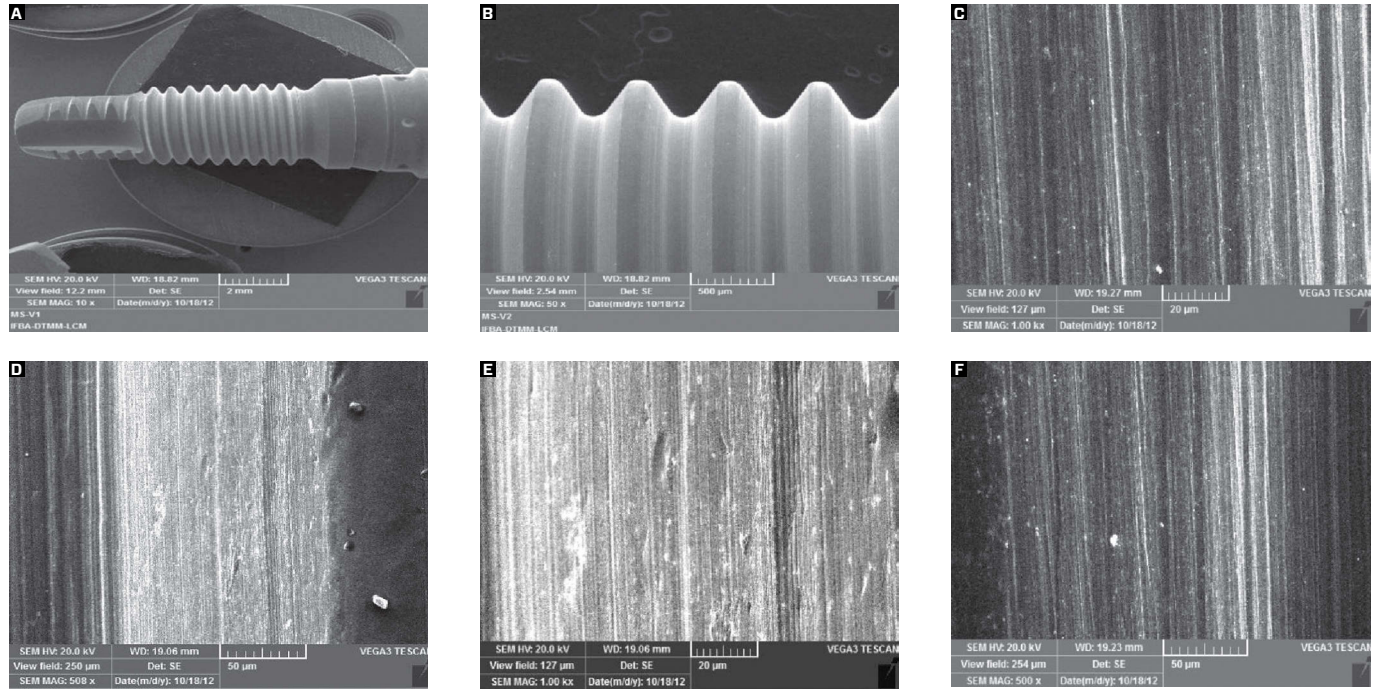 A
SEM HV: 20.0 kV WD: 18.82 mm VEGA3 TESCAN
View field: 12.2 mm Det: SE 2 mm
SEM MAG: 10 x Date(m/d/y): 10/18/12
MS-V1
IFBA-DTMM-LCM
B
SEM HV: 20.0 kV WD: 18.82 mm VEGA3 TESCAN
View field: 2.54 mm Det: SE 500 µm
SEM MAG: 50 x Date(m/d/y): 10/18/12
MS-V2
IFBA-DTMM-LCM
C
SEM HV: 20.0 kV WD: 19.27 mm VEGA3 TESCAN
View field: 127 µm Det: SE 20 µm
SEM MAG: 1.00 kx Date(m/d/y): 10/18/12
D
SEM HV: 20.0 kV WD: 19.06 mm VEGA3 TESCAN
View field: 250 µm Det: SE 50 µm
SEM MAG: 508 x Date(m/d/y): 10/18/12
E
SEM HV: 20.0 kV WD: 19.06 mm VEGA3 TESCAN
View field: 127 µm Det: SE 20 µm
SEM MAG: 1.00 kx Date(m/d/y): 10/18/12
F
SEM HV: 20.0 kV WD: 19.23 mm VEGA3 TESCAN
View field: 254 µm Det: SE 50 µm
SEM MAG: 500 x Date(m/d/y): 10/18/12